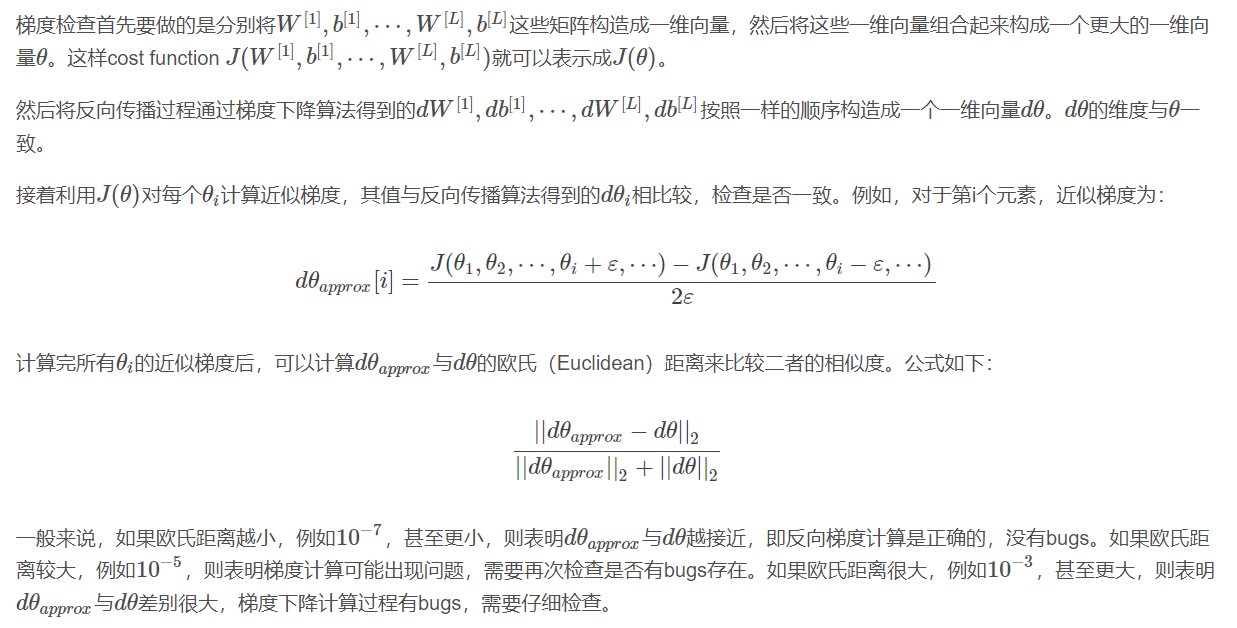 梯度检查首先要做的是分别将$W^{[1]},b^{[1]},\cdots,W^{[L]},b^{[L]}$这些矩阵构造成一维向量，然后将这些一维向量组合起来构成一个更大的一维向
量$\theta$。这样cost function $J(W^{[1]},b^{[1]},\cdots,W^{[L]},b^{[L]})$就可以表示成$J(\theta)$。
然后将反向传播过程通过梯度下降算法得到的$dW^{[1]},db^{[1]},\cdots,dW^{[L]},db^{[L]}$按照一样的顺序构造成一个一维向量$d\theta$。$d\theta$的维度与$\theta$一
致。
接着利用$J(\theta)$对每个$\theta_i$计算近似梯度，其值与反向传播算法得到的$d\theta_i$相比较，检查是否一致。例如，对于第i个元素，近似梯度为：
$d\theta_{approx}[i]=\frac{J(\theta_1,\theta_2,\cdots,\theta_i+\varepsilon,\cdots)-J(\theta_1,\theta_2,\cdots,\theta_i-\varepsilon,\cdots)}{2\varepsilon}$
计算完所有$\theta_i$的近似梯度后，可以计算$d\theta_{approx}$与$d\theta$的欧氏（Euclidean）距离来比较二者的相似度。公式如下：
$\frac{||d\theta_{approx}-d\theta||_2}{||d\theta_{approx}||_2+||d\theta||_2}$
一般来说，如果欧氏距离越小，例如$10^{-7}$，甚至更小，则表明$d\theta_{approx}$与$d\theta$越接近，即反向梯度计算是正确的，没有bugs。如果欧氏距
离较大，例如$10^{-5}$，则表明梯度计算可能出现问题，需要再次检查是否有bugs存在。如果欧氏距离很大，例如$10^{-3}$，甚至更大，则表明
$d\theta_{approx}$与$d\theta$差别很大，梯度下降计算过程有bugs，需要仔细检查。